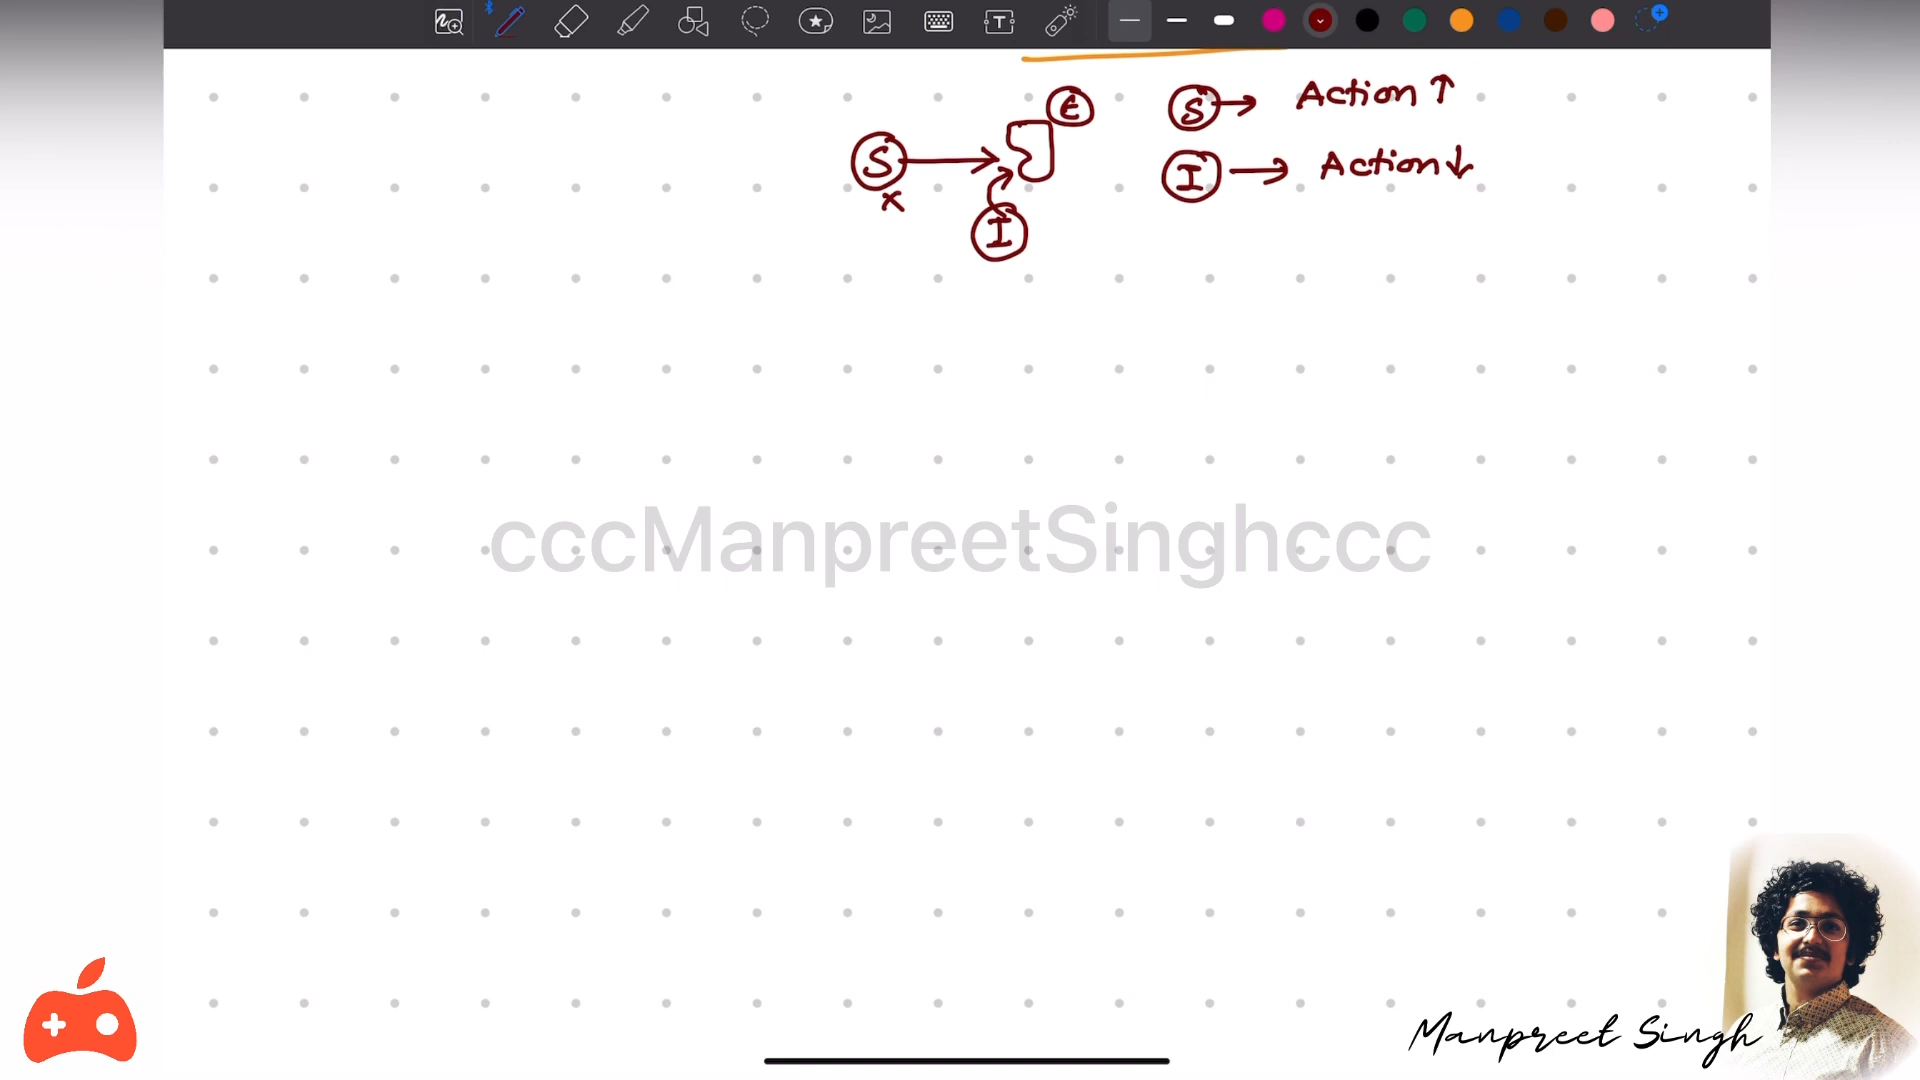 E
S → Action ↑
S →
x
I → Action ↓
I
cccManpreetSinghccc
Manpreet Singh